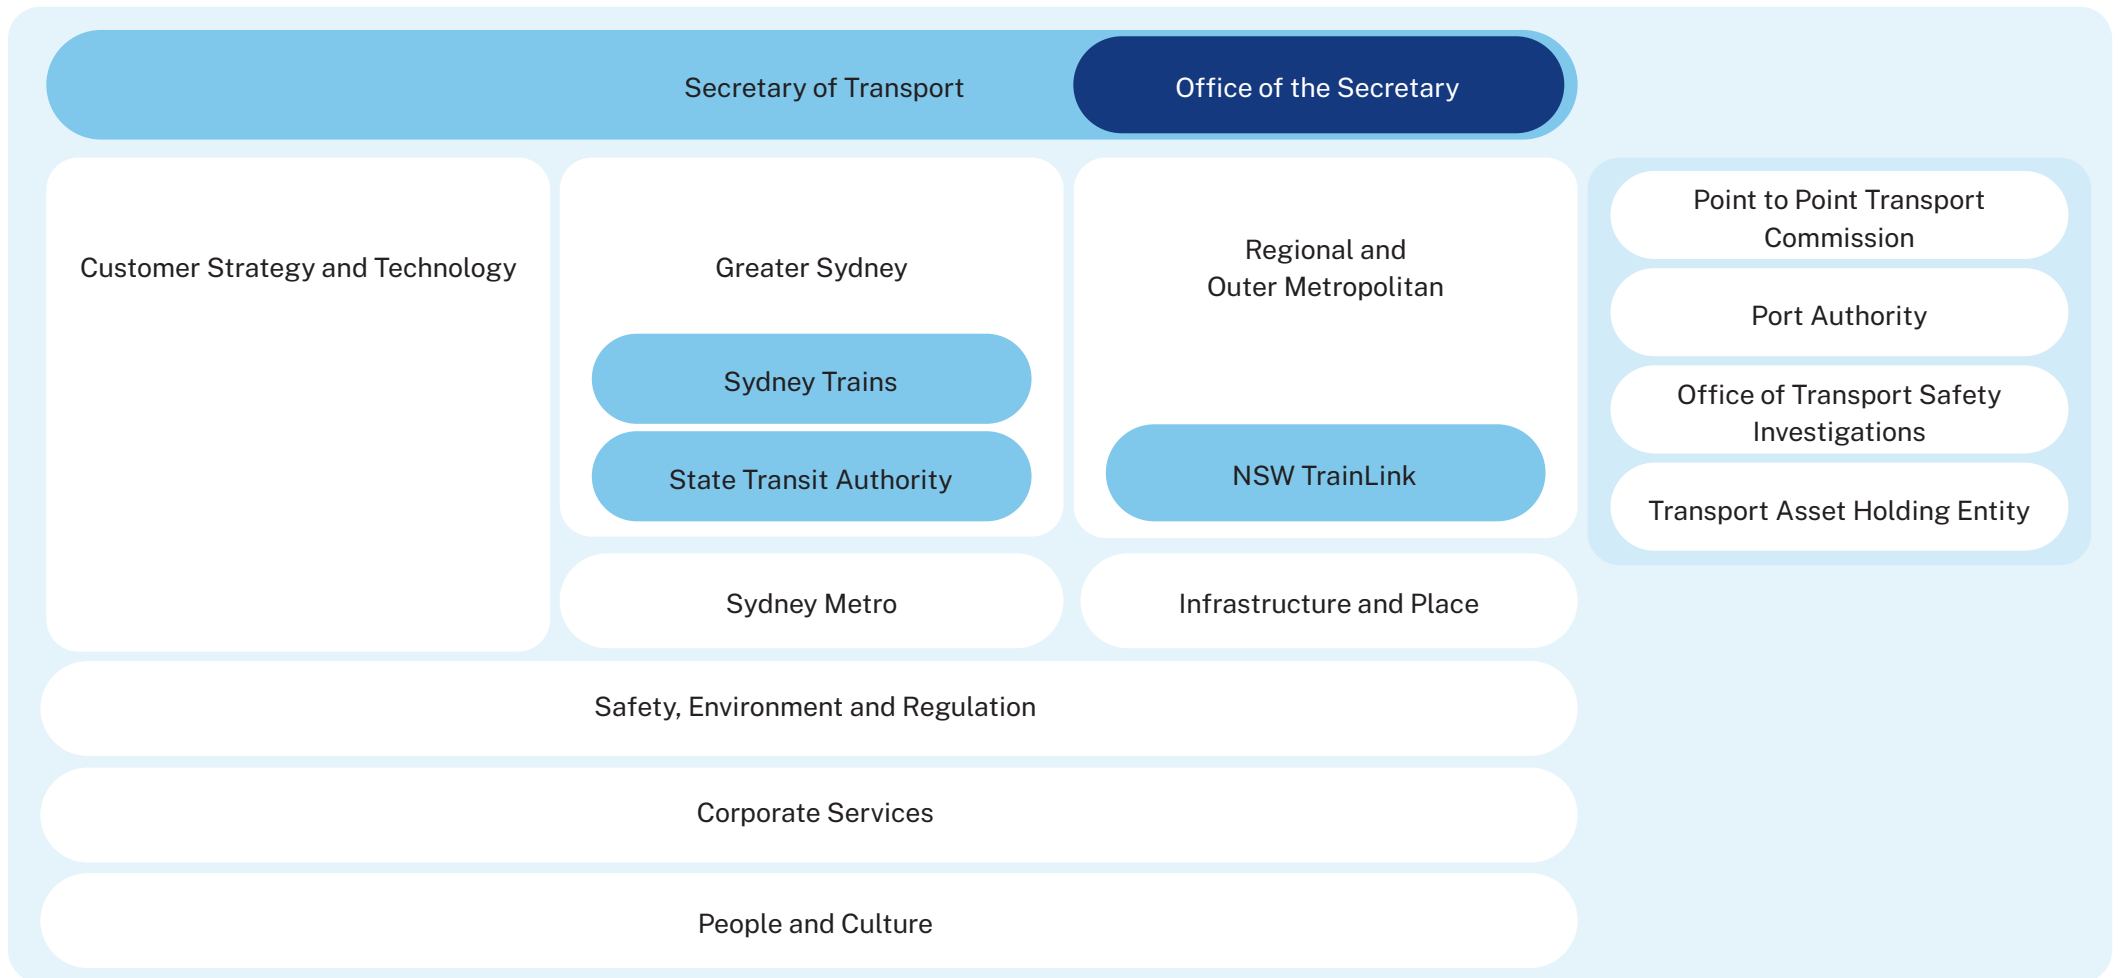 Secretary of Transport
Office of the Secretary
Customer Strategy and Technology
Greater Sydney
Sydney Trains
State Transit Authority
Regional and
Outer Metropolitan
NSW TrainLink
Point to Point Transport
Commission
Port Authority
Office of Transport Safety
Investigations
Transport Asset Holding Entity
Sydney Metro
Infrastructure and Place
Safety, Environment and Regulation
Corporate Services
People and Culture